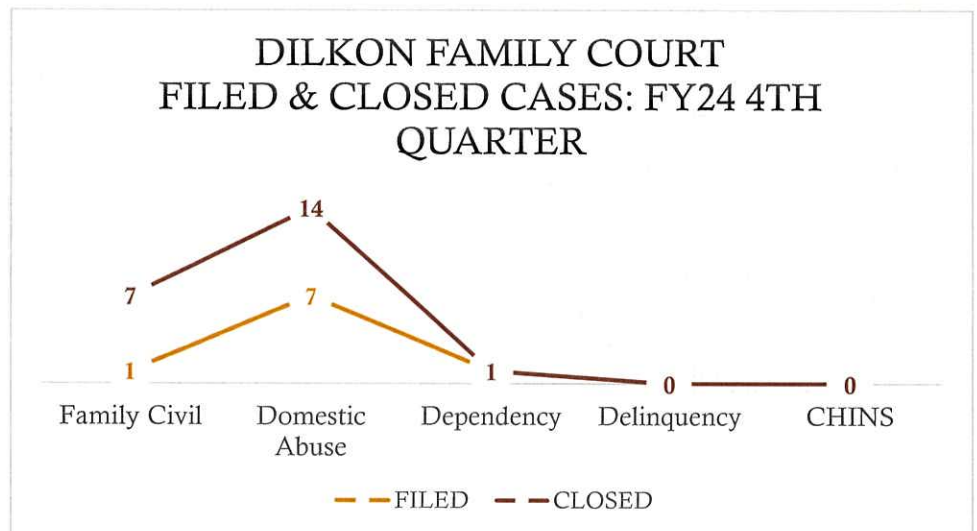 DILKON FAMILY COURT
FILED & CLOSED CASES: FY24 4TH
QUARTER
14
7
7
1
1
0
0
Family Civil
Domestic
Abuse
Dependency
Delinquency
CHINS
FILED
CLOSED